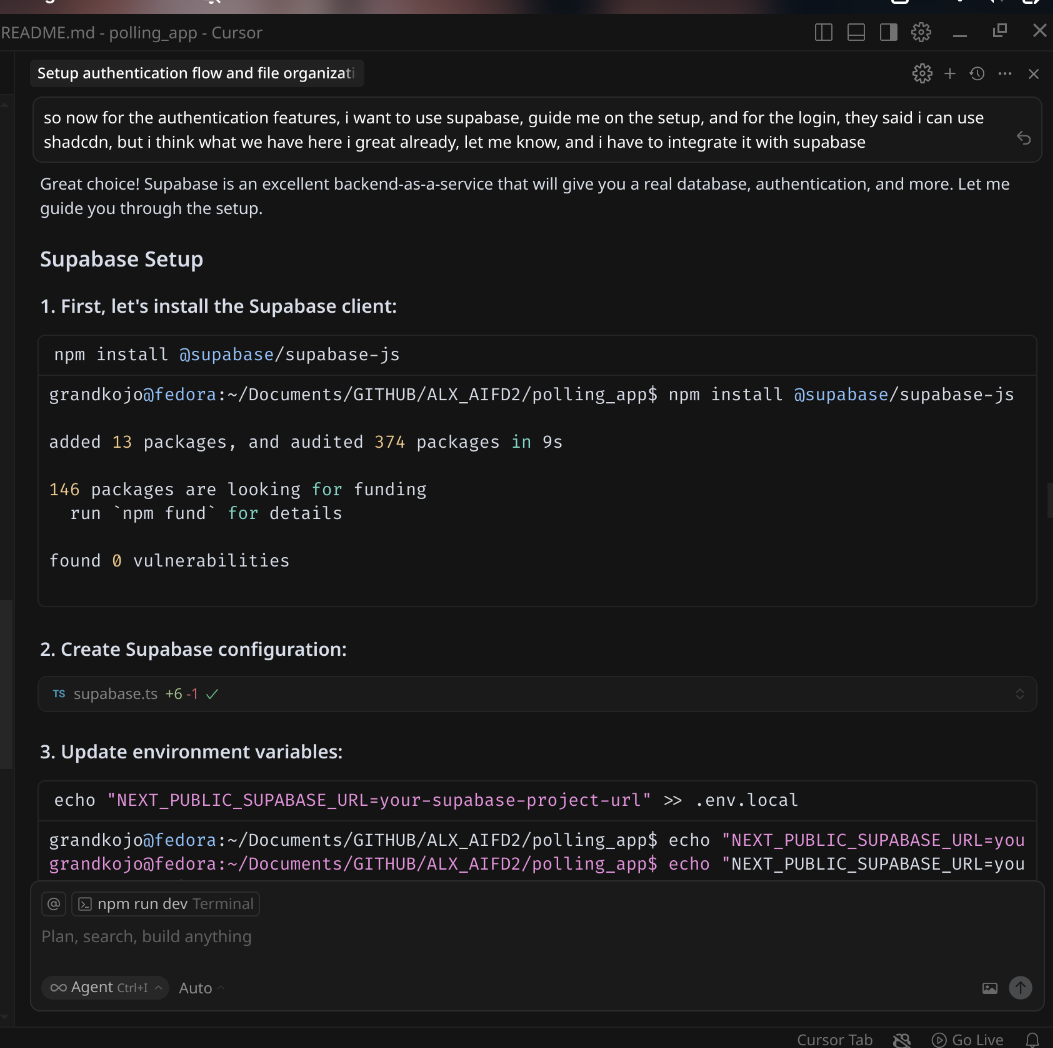 README.md - polling_app - Cursor
Setup authentication flow and file organizati
so now for the authentication features, i want to use supabase, guide me on the setup, and for the login, they said i can use
shadcdn, but i think what we have here i great already, let me know, and i have to integrate it with supabase
Great choice! Supabase is an excellent backend-as-a-service that will give you a real database, authentication, and more. Let me
guide you through the setup.
Supabase Setup
1. First, let's install the Supabase client:
npm install @supabase/supabase-js
grandkojo@fedora:~/Documents/GITHUB/ALX_AIFD2/polling_app$ npm install @supabase/supabase-js
added 13 packages, and audited 374 packages in 9s
146 packages are looking for funding
run `npm fund` for details
found 0 vulnerabilities
2. Create Supabase configuration:
TS supabase.ts +6 -1
3. Update environment variables:
echo "NEXT_PUBLIC_SUPABASE_URL=your-supabase-project-url" >> .env.local
grandkojo@fedora:~/Documents/GITHUB/ALX_AIFD2/polling_app$ echo "NEXT_PUBLIC_SUPABASE_URL=you
grandkojo@fedora:~/Documents/GITHUB/ALX_AIFD2/polling_app$ echo "NEXT_PUBLIC_SUPABASE_URL=you
@ npm run dev Terminal
Plan, search, build anything
Agent Ctrl+I Auto
Cursor Tab Go Live